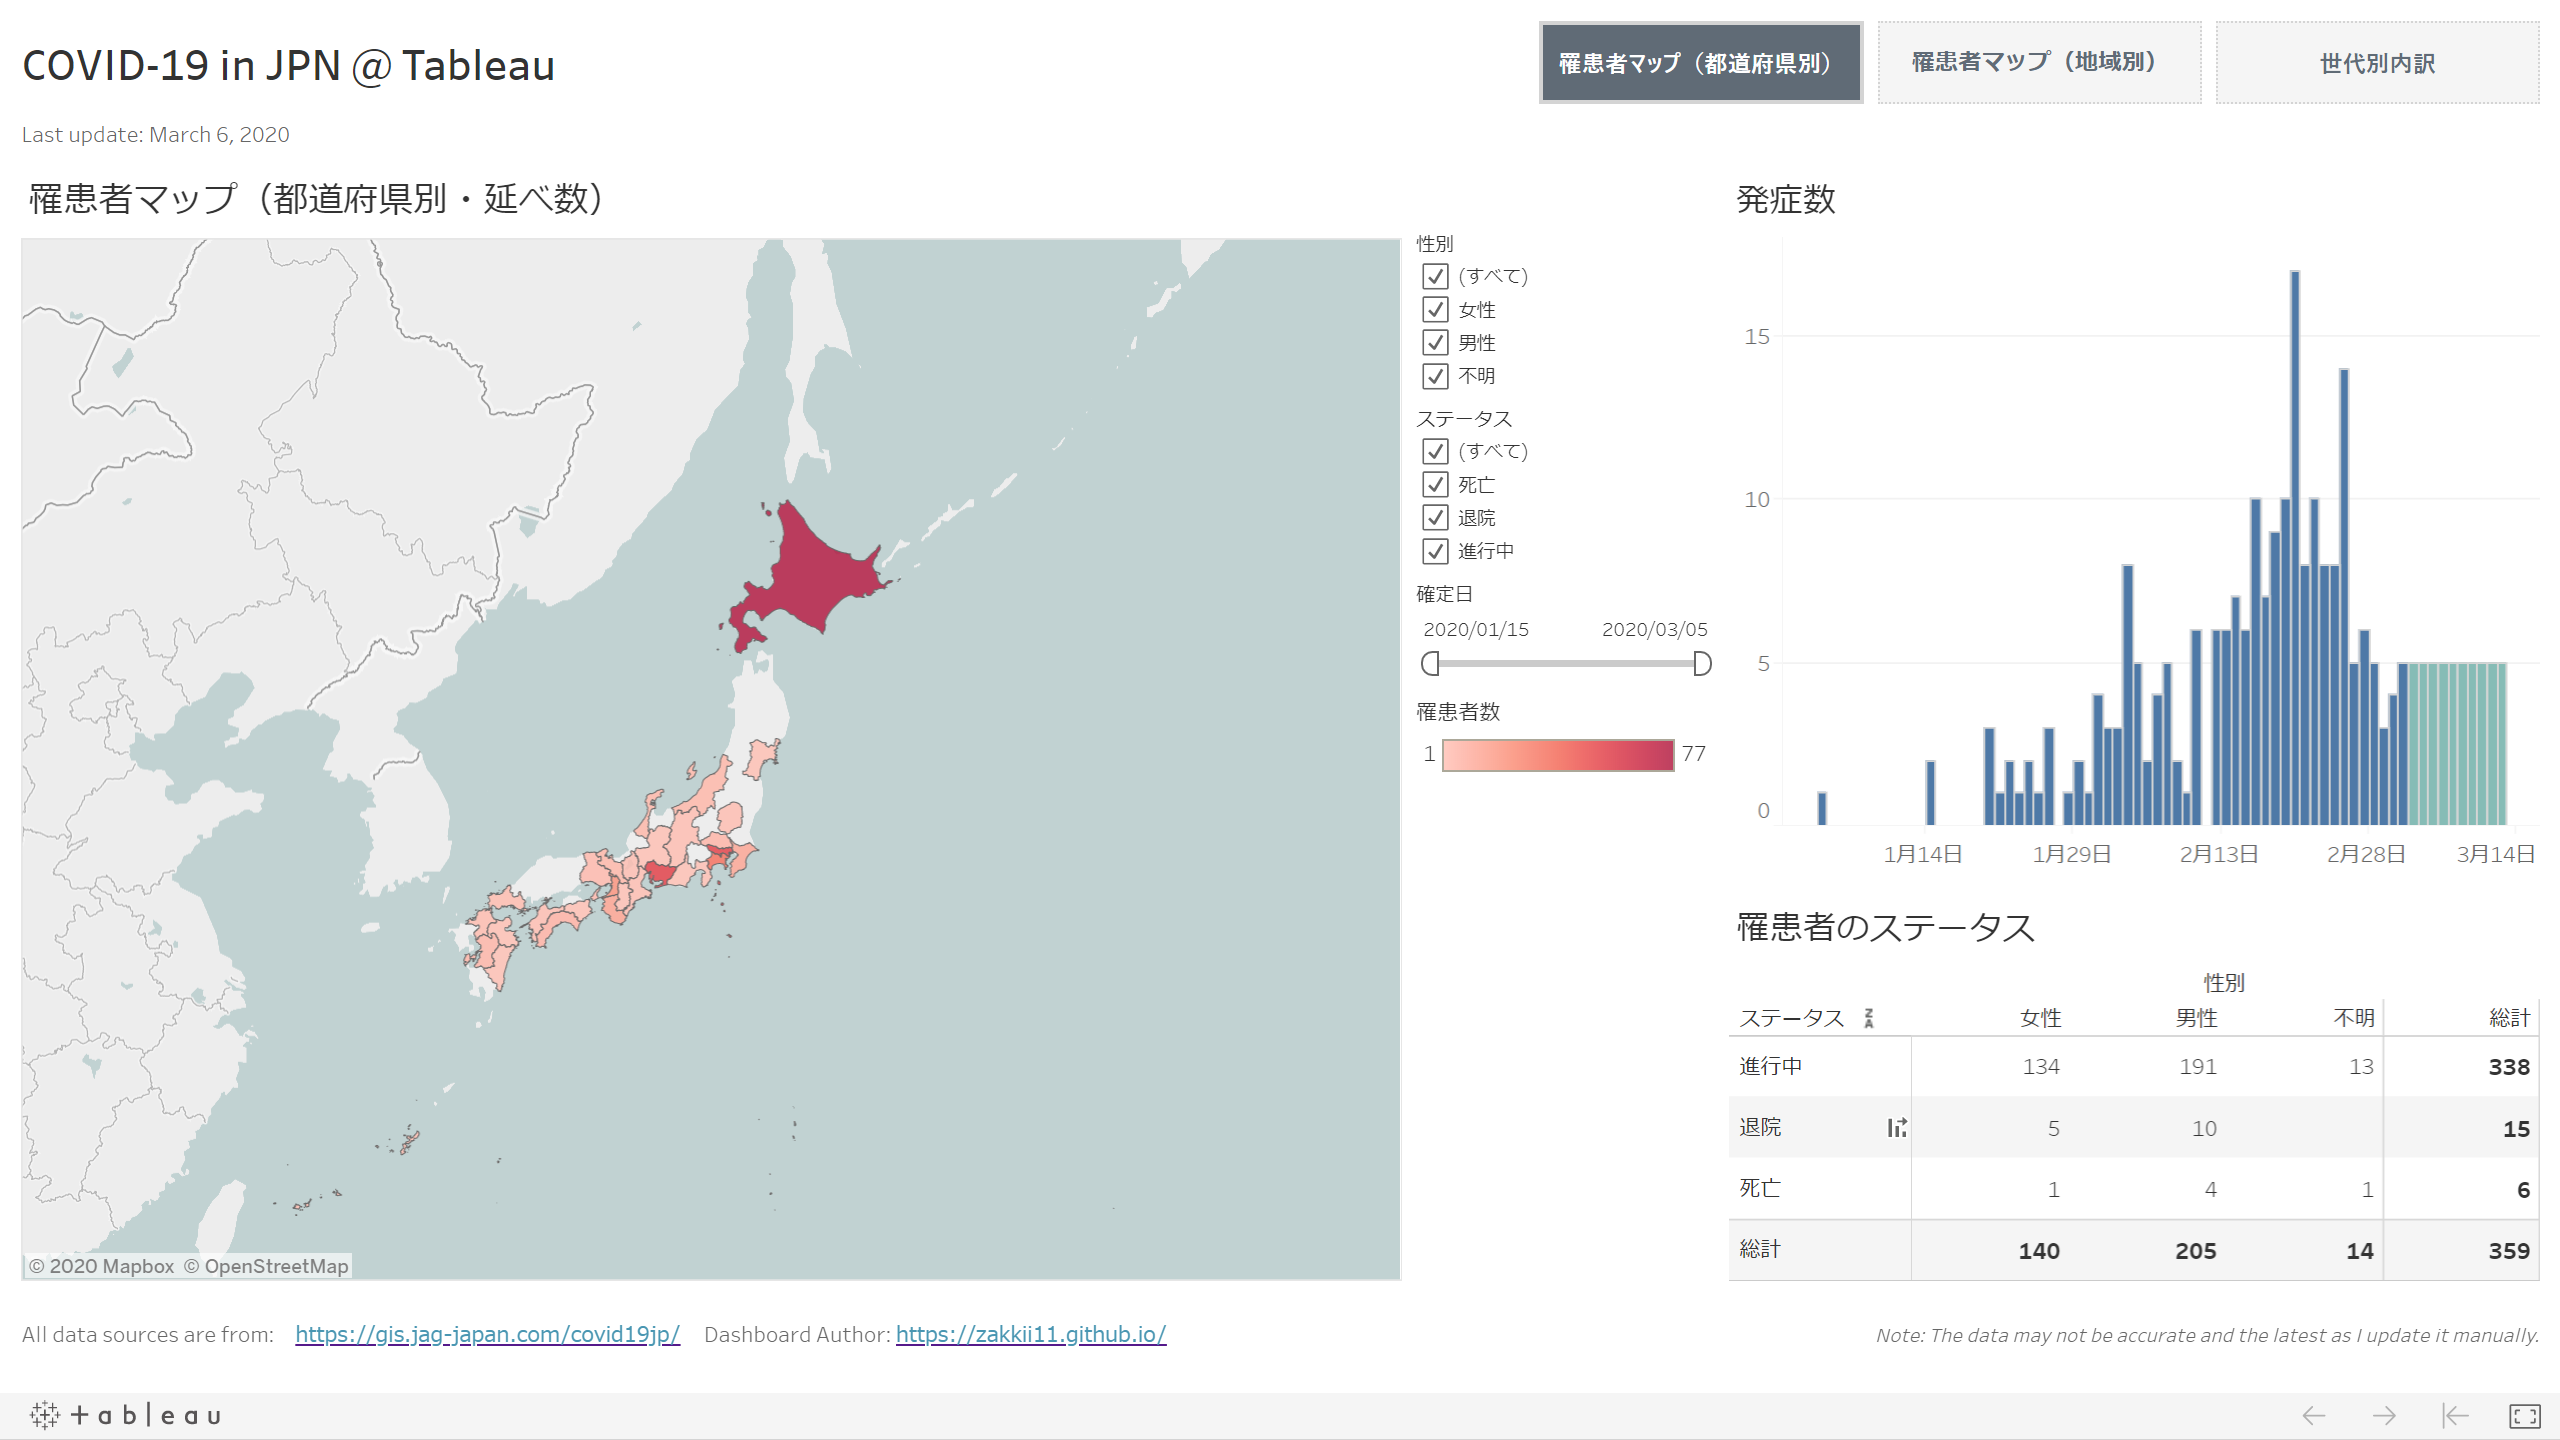 COVID-19 in JPN @ Tableau
罹患者マップ（都道府県別）
罹患者マップ（地域別）
世代別内訳
Last update: March 6, 2020
罹患者マップ（都道府県別・延べ数）
性別
(すべて)
女性
男性
不明
ステータス
(すべて)
死亡
退院
進行中
確定日
2020/01/15 2020/03/05
罹患者数
1 77
© 2020 Mapbox © OpenStreetMap
発症数
15
10
5
0
1月14日 1月29日 2月13日 2月28日 3月14日
罹患者のステータス
性別
ステータス Z A 女性 男性 不明 総計
進行中 134 191 13 338
退院 5 10 15
死亡 1 4 1 6
総計 140 205 14 359
All data sources are from: https://gis.jag-japan.com/covid19jp/ Dashboard Author: https://zakkii11.github.io/
Note: The data may not be accurate and the latest as I update it manually.
+ableau